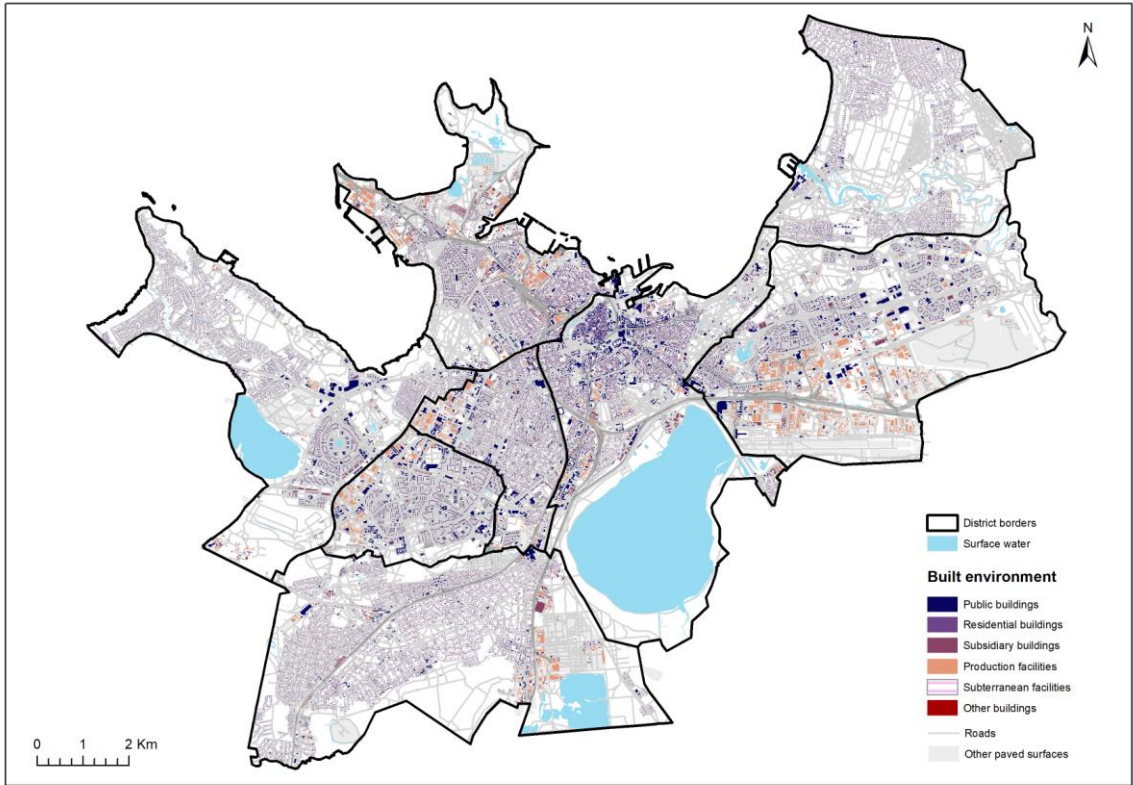 N
District borders
Surface water
Built environment
Public buildings
Residential buildings
Subsidiary buildings
Production facilities
Subterranean facilities
Other buildings
Roads
Other paved surfaces
0 1 2 Km